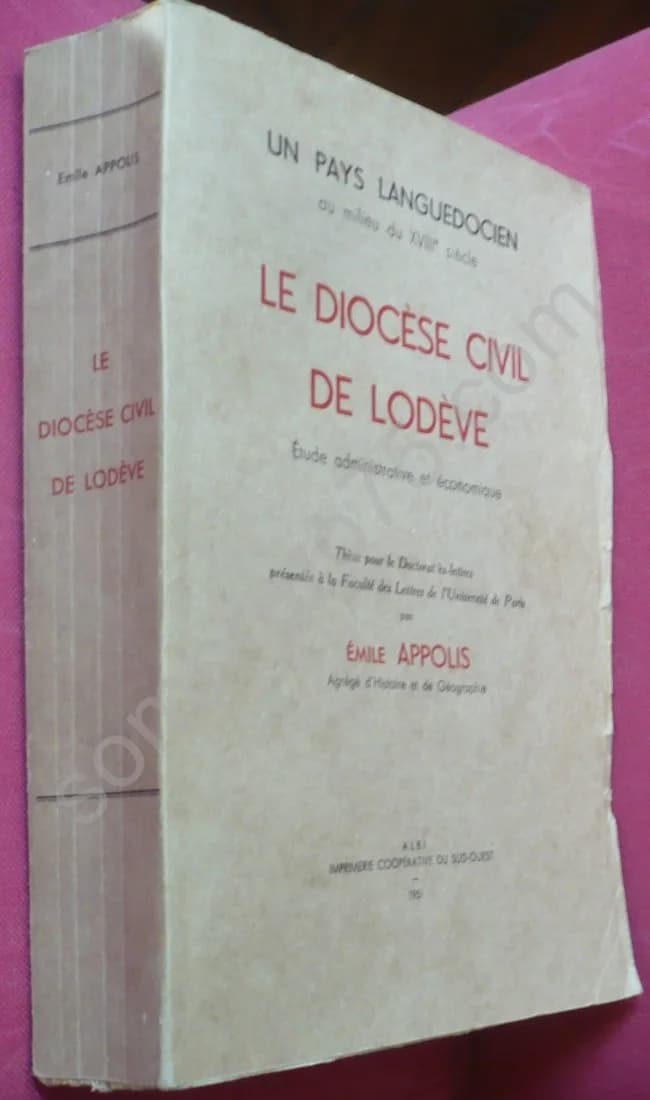 Emile APPOLIS
LE
DIOCÈSE CIVIL
DE LODÈVE
UN PAYS LANGUEDOCIEN
au milieu du XVIIIe siècle
LE DIOCÈSE CIVIL
DE LODÈVE
Étude administrative et économique
Thèse pour le Doctorat ès-lettres
présentée à la Faculté des Lettres de l'Université de Paris
par
ÉMILE APPOLIS
Agrégé d'Histoire et de Géographie
ALBI
IMPRIMERIE COOPÉRATIVE DU SUD-OUEST
–
1951